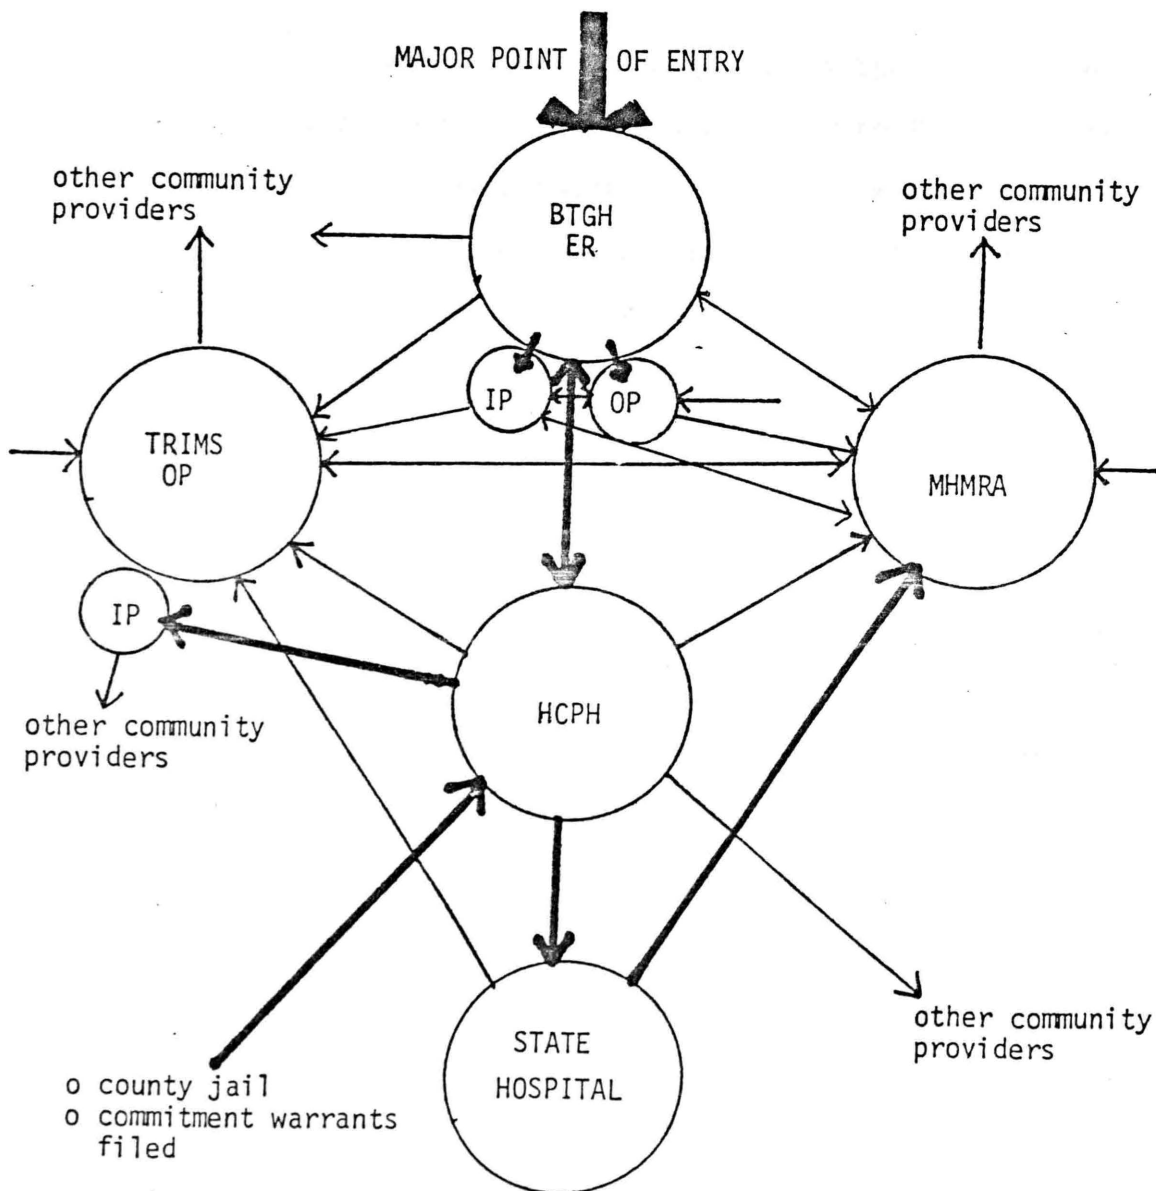 MAJOR POINT OF ENTRY
other community
providers
BTGH
ER
other community
providers
IP
OP
TRIMS
OP
MHMRA
IP
other community
providers
HCPH
other community
providers
STATE
HOSPITAL
o county jail
o commitment warrants
filed